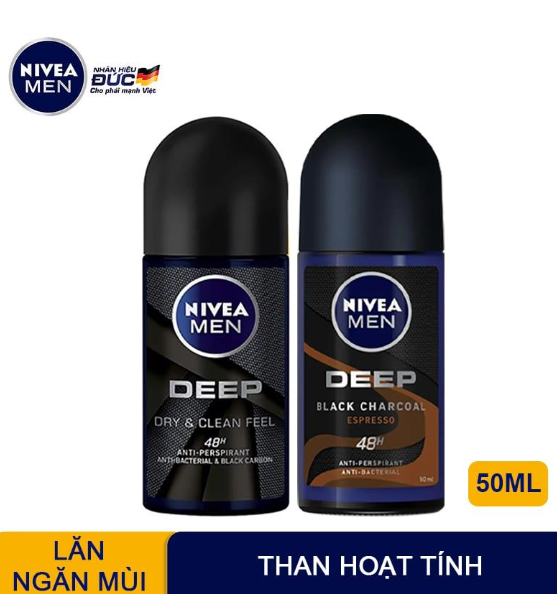 NIVEA
MEN
NHÃN HIỆU
ĐỨC
Cho phái mạnh Việt
NIVEA
MEN
DEEP
DRY & CLEAN FEEL
48H
ANTI-PERSPIRANT
ANTI-BACTERIAL & BLACK CARBON
NIVEA
MEN
DEEP
BLACK CHARCOAL
ESPRESSO
48H
ANTI-PERSPIRANT
ANTI-BACTERIAL
50 ml
50ML
LĂN
NGĂN MÙI
THAN HOẠT TÍNH